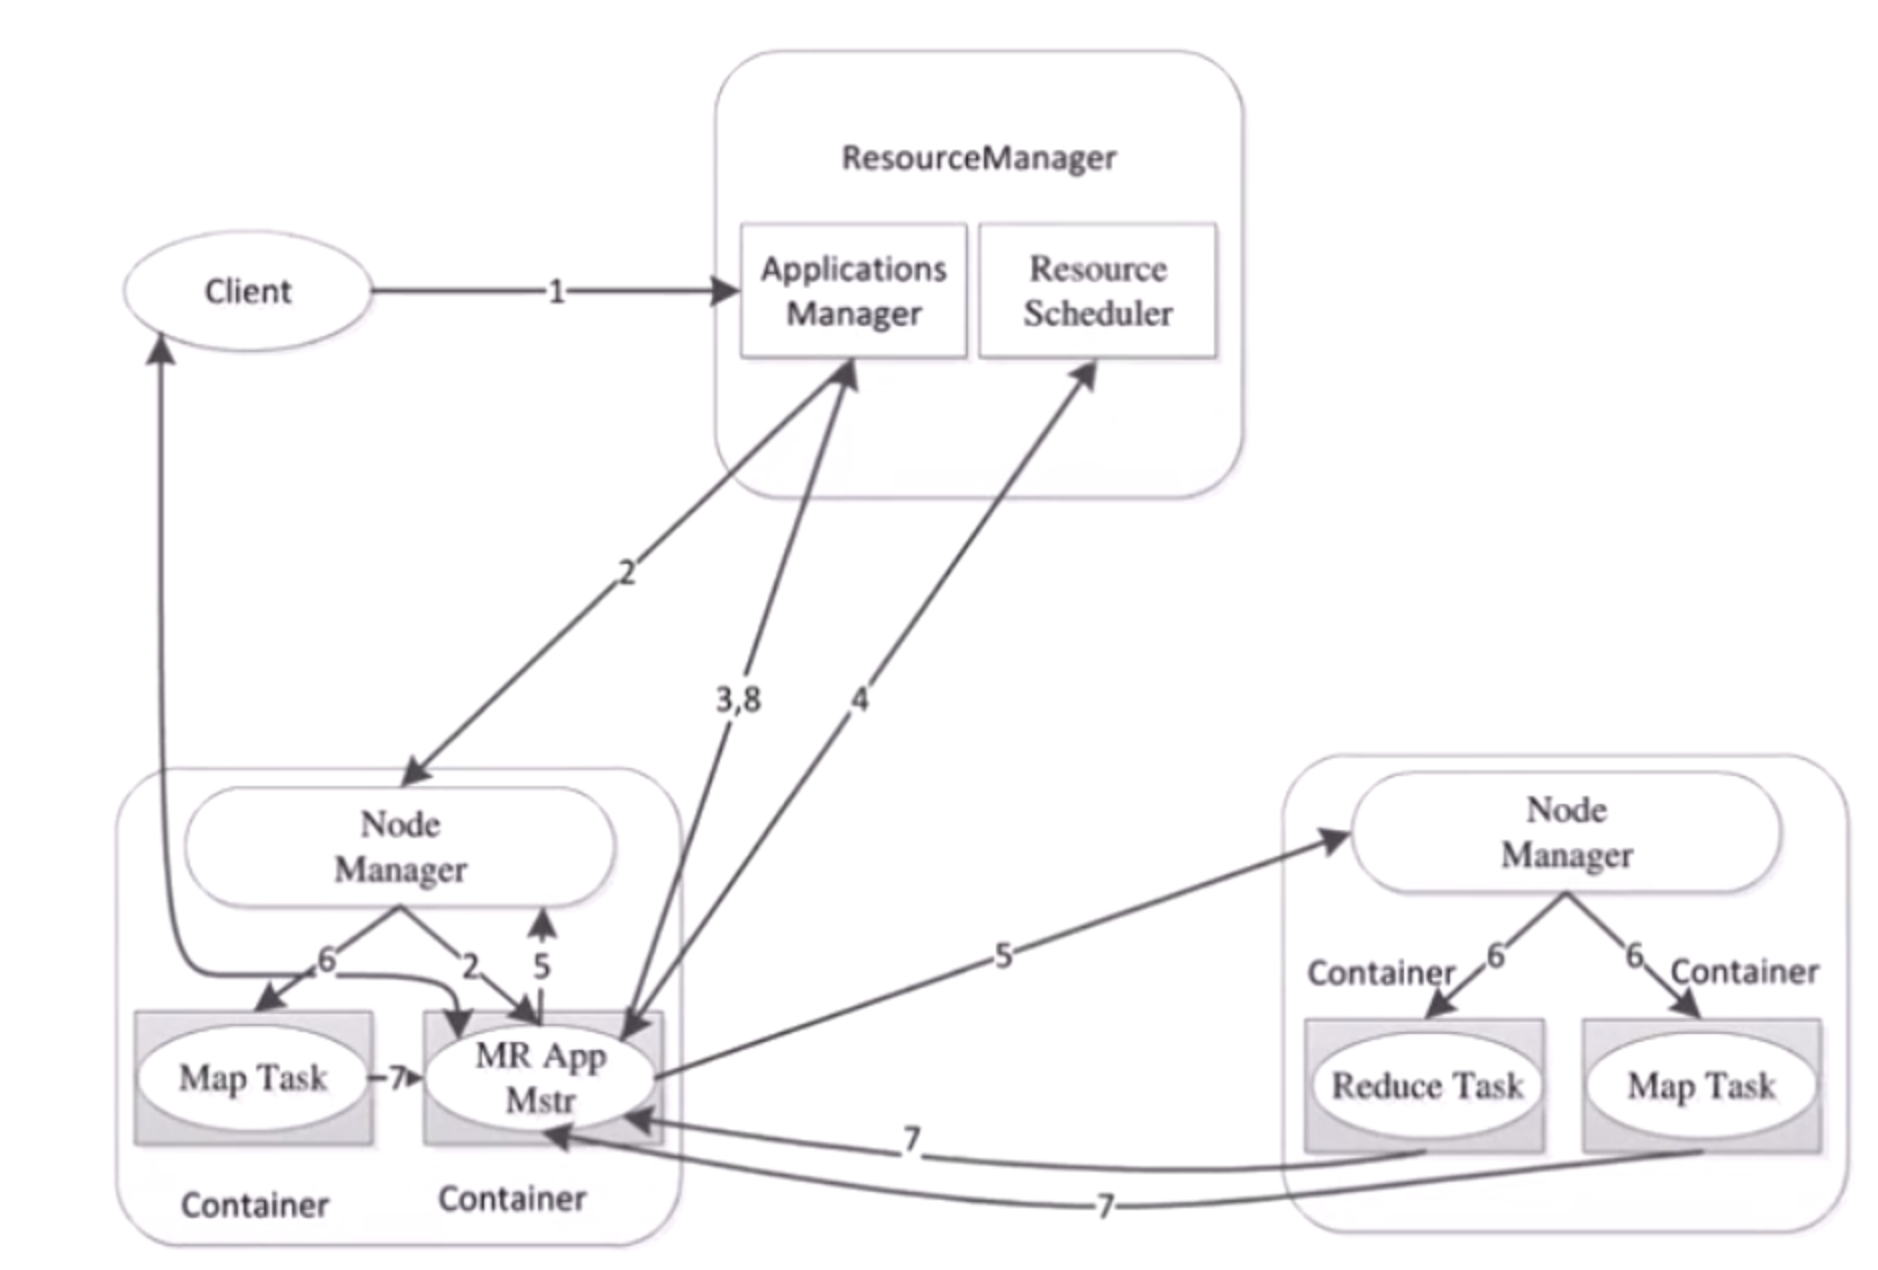 ResourceManager
Applications
Manager
Resource
Scheduler
Client
1
2
3,8
4
Node
Manager
6
2
5
Map Task
7
MR App
Mstr
Container
Container
5
Node
Manager
6
6
Container
Container
Reduce Task
Map Task
7
7